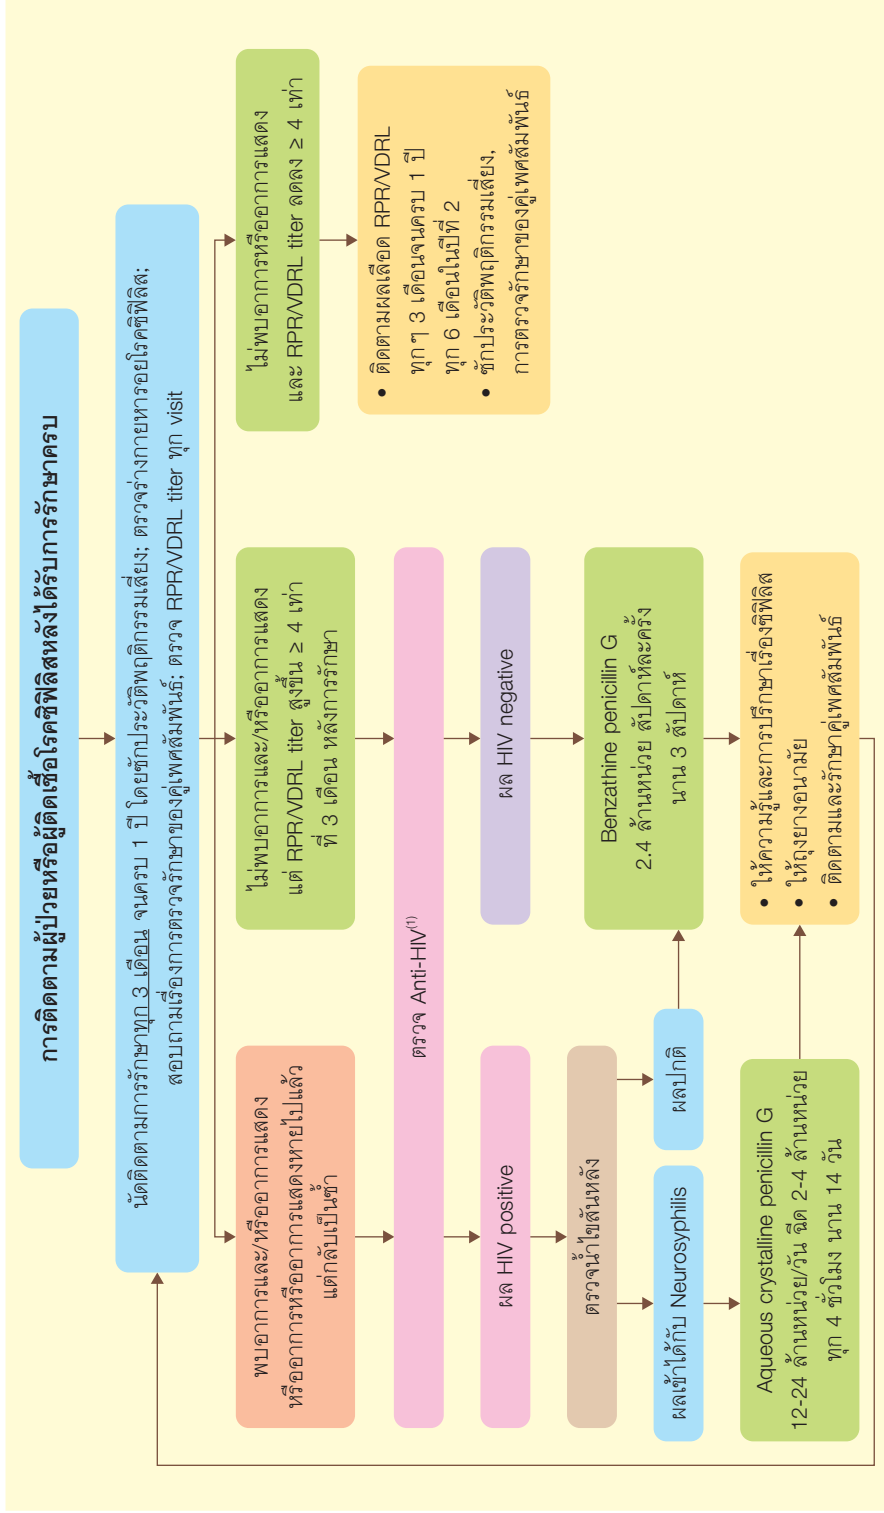 การติดตามผู้ป่วยหรือผู้ติดเชื้อโรคซิฟิลิสหลังได้รับการรักษาครบ
นัดติดตามการรักษาทุก 3 เดือน จนครบ 1 ปี โดยซักประวัติพฤติกรรมเสี่ยง; ตรวจร่างกายหารอยโรคซิฟิลิส;
สอบถามเรื่องการตรวจรักษาของคู่เพศสัมพันธ์; ตรวจ RPR/VDRL titer ทุก visit
พบอาการและ/หรืออาการแสดง
หรืออาการหรืออาการแสดงหายไปแล้ว
แต่กลับเป็นซ้ำ
ไม่พบอาการและ/หรืออาการแสดง
แต่ RPR/VDRL titer สูงขึ้น ≥ 4 เท่า
ที่ 3 เดือน หลังการรักษา
ไม่พบอาการหรืออาการแสดง
และ RPR/VDRL titer ลดลง ≥ 4 เท่า
• ติดตามผลเลือด RPR/VDRL
ทุกๆ 3 เดือนจนครบ 1 ปี
ทุก 6 เดือนในปีที่ 2
• ซักประวัติพฤติกรรมเสี่ยง,
การตรวจรักษาของคู่เพศสัมพันธ์
ตรวจ Anti-HIV(1)
ผล HIV positive
ผล HIV negative
ตรวจน้ำไขสันหลัง
ผลเข้าได้กับ Neurosyphilis
ผลปกติ
Benzathine penicillin G
2.4 ล้านหน่วย สัปดาห์ละครั้ง
นาน 3 สัปดาห์
Aqueous crystalline penicillin G
12-24 ล้านหน่วย/วัน ฉีด 2-4 ล้านหน่วย
ทุก 4 ชั่วโมง นาน 14 วัน
• ให้ความรู้และการปรึกษาเรื่องซิฟิลิส
• ให้ถุงยางอนามัย
• ติดตามและรักษาคู่เพศสัมพันธ์